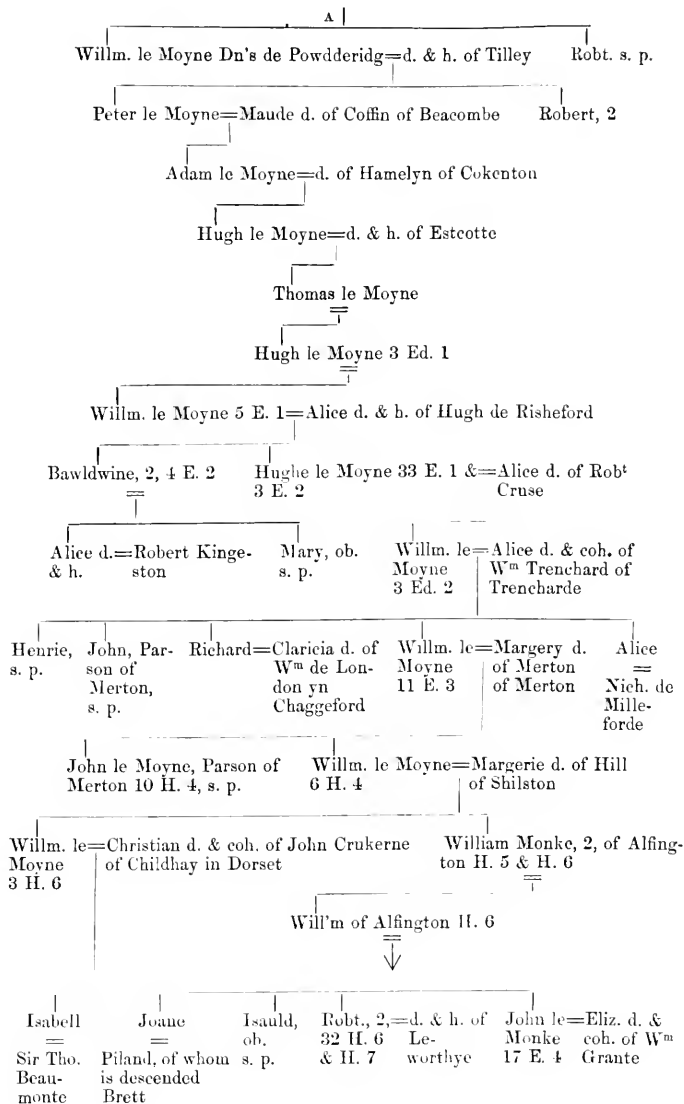 A
Willm. le Moyne Dn's de Powdderidg=d. & h. of Tilley Robt. s. p.
Peter le Moyne=Maude d. of Coffin of Beacombe Robert, 2
Adam le Moyne=d. of Hamelyn of Cokenton
Hugh le Moyne=d. & h. of Estcotte
Thomas le Moyne
=
Hugh le Moyne 3 Ed. 1
=
Willm. le Moyne 5 E. 1=Alice d. & h. of Hugh de Risheford
Bawldwine, 2, 4 E. 2 Hughe le Moyne 33 E. 1 &=Alice d. of Robt
= 3 E. 2 Cruse
Alice d.=Robert Kinge- Mary, ob. Willm. le=Alice d. & coh. of
& h. ston s. p. Moyne Wm Trenchard of
3 Ed. 2 Trencharde
Henrie, John, Par- Richard=Claricia d. of Willm. le=Margery d. Alice
s. p. son of Wm de Lon- Moyne of Merton =
Merton, don yn 11 E. 3 of Merton Nich. de
s. p. Chaggeford Mille-
forde
John le Moyne, Parson of Willm. le Moyne=Margerie d. of Hill
Merton 10 H. 4, s. p. 6 H. 4 of Shilston
Willm. le=Christian d. & coh. of John Crukerne William Monke, 2, of Alfing-
Moyne of Childhay in Dorset ton H. 5 & H. 6
3 H. 6 =
Will'm of Alfington H. 6
=
Isabell Joane Isauld, Robt., 2,=d. & h. of John le=Eliz. d. &
= = ob. 32 H. 6 Le- Monke coh. of Wm
Sir Tho. Piland, of whom s. p. & H. 7 worthye 17 E. 4 Grante
Beau- is descended
monte Brett